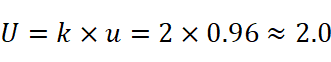 U = k × u = 2 × 0.96 ≈ 2.0